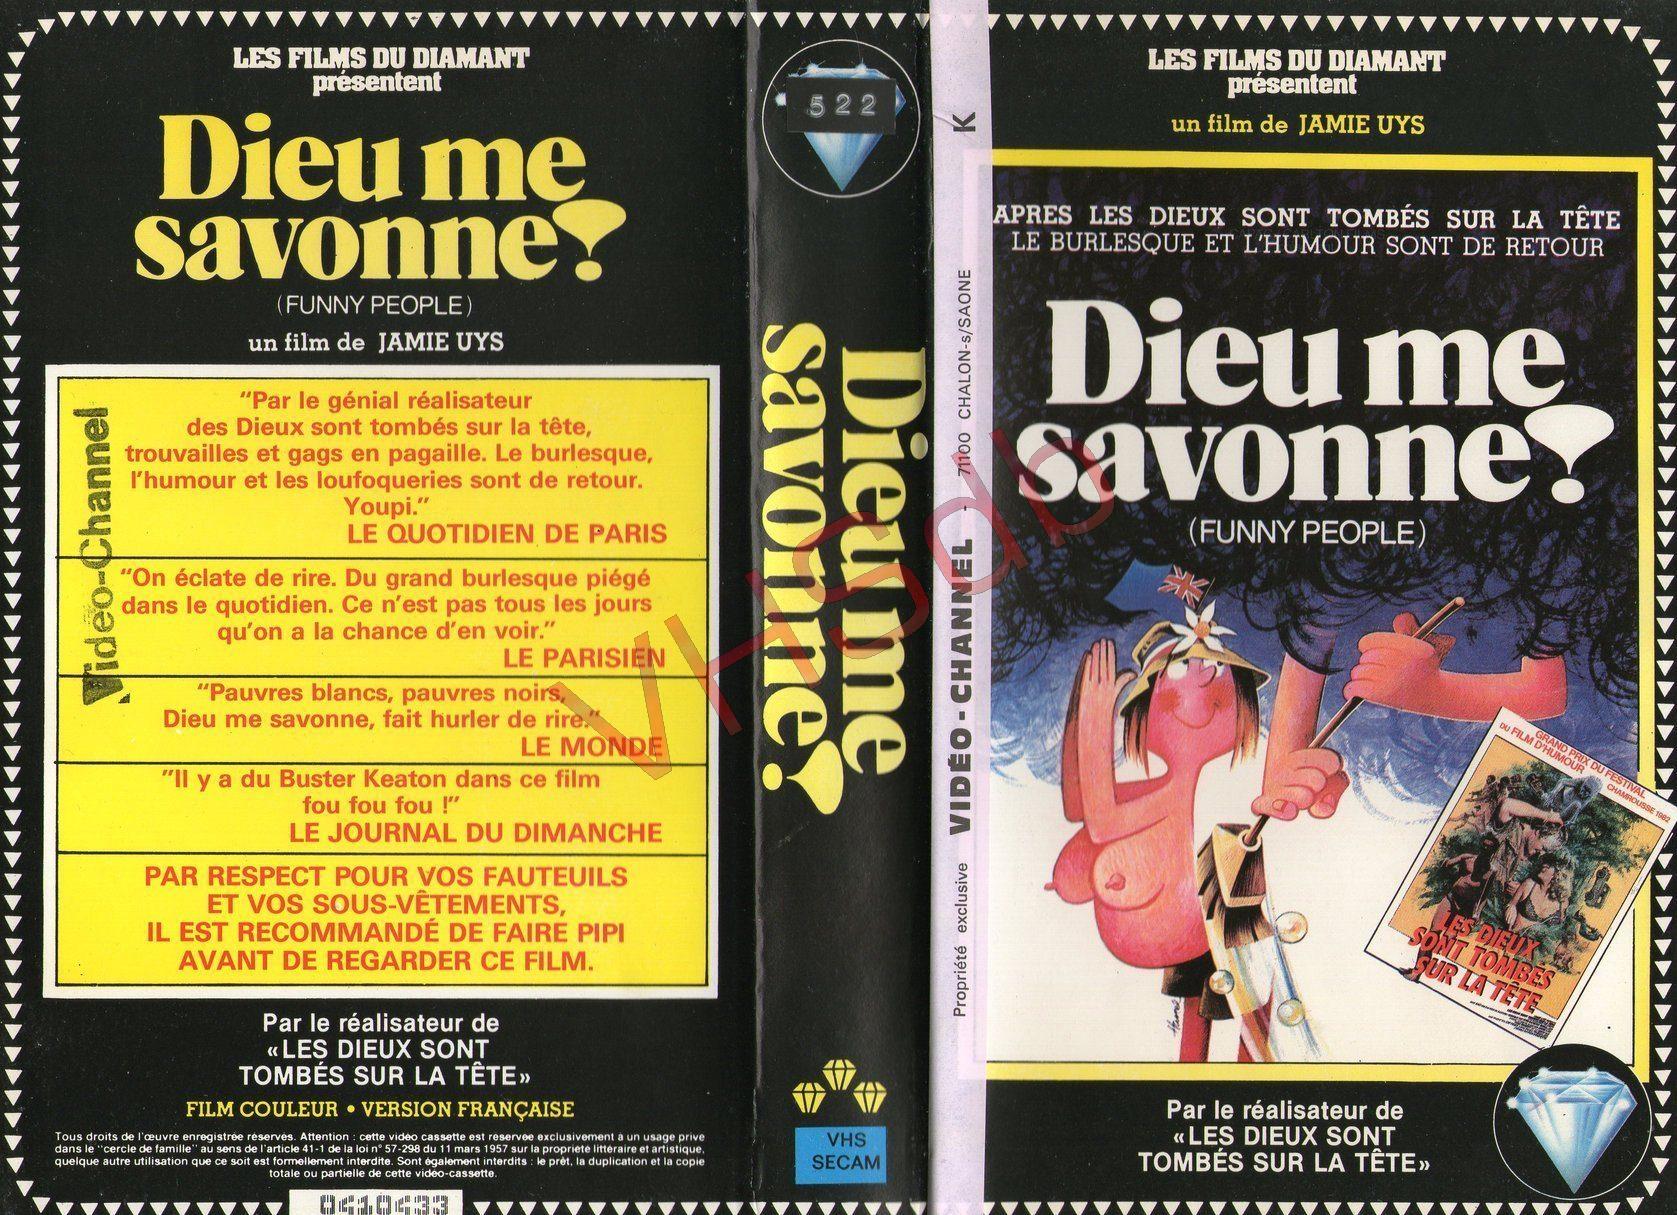 LES FILMS DU DIAMANT
présentent
Dieu me
savonne!
(FUNNY PEOPLE)
un film de JAMIE UYS
Vidéo-Channel
"Par le génial réalisateur
des Dieux sont tombés sur la tête,
trouvailles et gags en pagaille. Le burlesque,
l'humour et les loufoqueries sont de retour.
Youpi."
LE QUOTIDIEN DE PARIS
"On éclate de rire. Du grand burlesque piégé
dans le quotidien. Ce n'est pas tous les jours
qu'on a la chance d'en voir."
LE PARISIEN
"Pauvres blancs, pauvres noirs,
Dieu me savonne, fait hurler de rire."
LE MONDE
"Il y a du Buster Keaton dans ce film
fou fou fou !"
LE JOURNAL DU DIMANCHE
PAR RESPECT POUR VOS FAUTEUILS
ET VOS SOUS-VÊTEMENTS,
IL EST RECOMMANDÉ DE FAIRE PIPI
AVANT DE REGARDER CE FILM.
Par le réalisateur de
«LES DIEUX SONT
TOMBÉS SUR LA TÊTE»
FILM COULEUR • VERSION FRANÇAISE
Tous droits de l'œuvre enregistrée réservés. Attention : cette vidéo cassette est reservée exclusivement à un usage privé
dans le "cercle de famille" au sens de l'article 41-1 de la loi n° 57-298 du 11 mars 1957 sur la propriété littéraire et artistique,
quelque autre utilisation que ce soit est formellement interdite. Sont également interdits : le prêt, la duplication et la copie
totale ou partielle de cette video-cassette.
0410433
522
Dieu me
savonne!
VHS
SECAM
Propriété exclusive VIDÉO-CHANNEL - 71100 CHALON-s/SAONE K
VHSdb
LES FILMS DU DIAMANT
présentent
un film de JAMIE UYS
APRES LES DIEUX SONT TOMBÉS SUR LA TÊTE
LE BURLESQUE ET L'HUMOUR SONT DE RETOUR
Dieu me
savonne!
(FUNNY PEOPLE)
GRAND PRIX DU FESTIVAL
DU FILM D'HUMOUR CHAMROUSSE 1982
LES DIEUX
SONT TOMBÉS
SUR LA TÊTE
Par le réalisateur de
«LES DIEUX SONT
TOMBÉS SUR LA TÊTE»